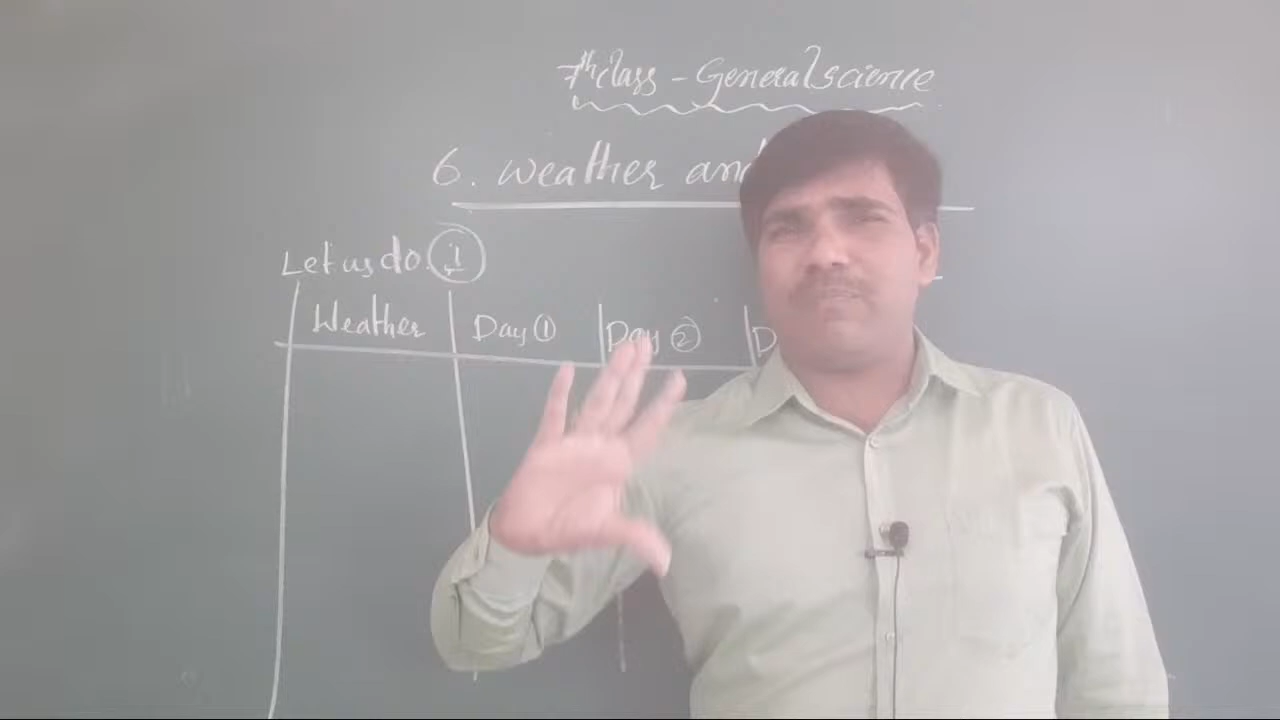 7th class - General science
6. weather and
Let us do. 1
Weather Day 1 Day 2 D